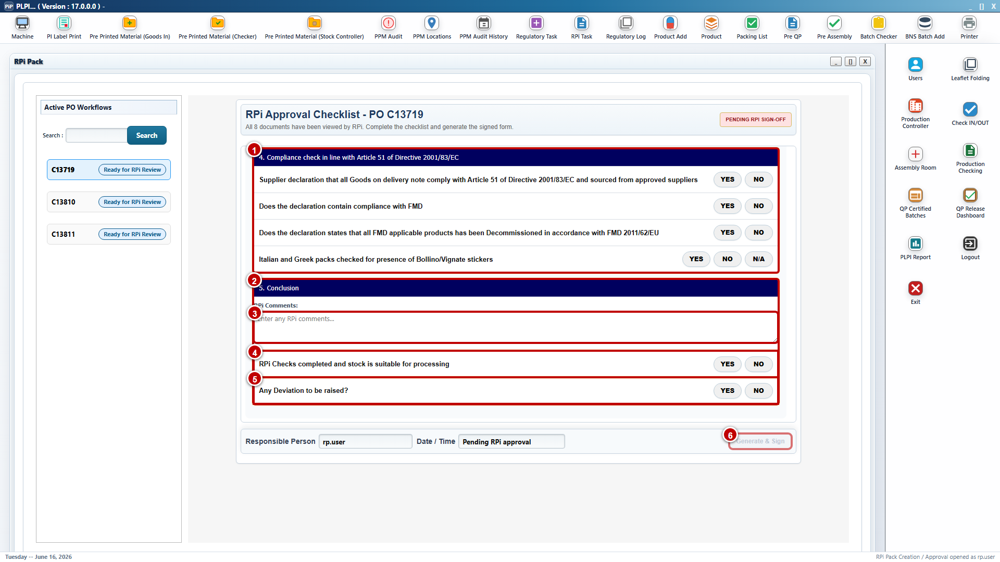 PiP PLPI... ( Version : 17.0.0.0 ) -
_ [] X
Machine
PI Label Print
Pre Printed Material (Goods In)
Pre Printed Material (Checker)
Pre Printed Material (Stock Controller)
PPM Audit
PPM Locations
PPM Audit History
Regulatory Task
RPi Task
Regulatory Log
Product Add
Product
Packing List
Pre QP
Pre Assembly
Batch Checker
BNS Batch Add
Printer
RPi Pack
_ [] X
Active PO Workflows
Search :
Search
C13719 Ready for RPi Review
C13810 Ready for RPi Review
C13811 Ready for RPi Review
RPi Approval Checklist - PO C13719
All 8 documents have been viewed by RPi. Complete the checklist and generate the signed form.
PENDING RPI SIGN-OFF
1
4. Compliance check in line with Article 51 of Directive 2001/83/EC
Supplier declaration that all Goods on delivery note comply with Article 51 of Directive 2001/83/EC and sourced from approved suppliers YES NO
Does the declaration contain compliance with FMD YES NO
Does the declaration states that all FMD applicable products has been Decommissioned in accordance with FMD 2011/62/EU YES NO
Italian and Greek packs checked for presence of Bollino/Vignate stickers YES NO N/A
2
5. Conclusion
RPi Comments:
3
Enter any RPi comments...
4
RPi Checks completed and stock is suitable for processing YES NO
5
Any Deviation to be raised? YES NO
Responsible Person rp.user Date / Time Pending RPi approval
6
Generate & Sign
Users
Leaflet Folding
Production Controller
Check IN/OUT
Assembly Room
Production Checking
QP Certified Batches
QP Release Dashboard
PLPI Report
Logout
Exit
Tuesday -- June 16, 2026
RPi Pack Creation / Approval opened as rp.user